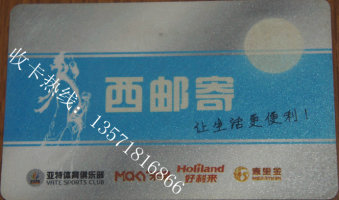 西邮寄
让生活更便利!
收卡热线:13571816866
亚特体育俱乐部
YATE SPORTS CLUB
Holiland
好利来